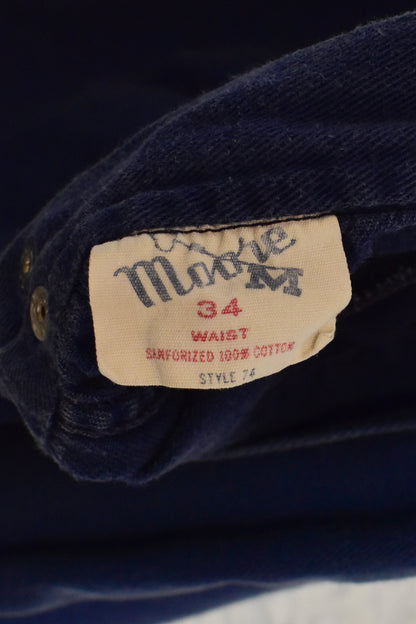 Moore
M
34
WAIST
SANFORIZED 100% COTTON
STYLE 74